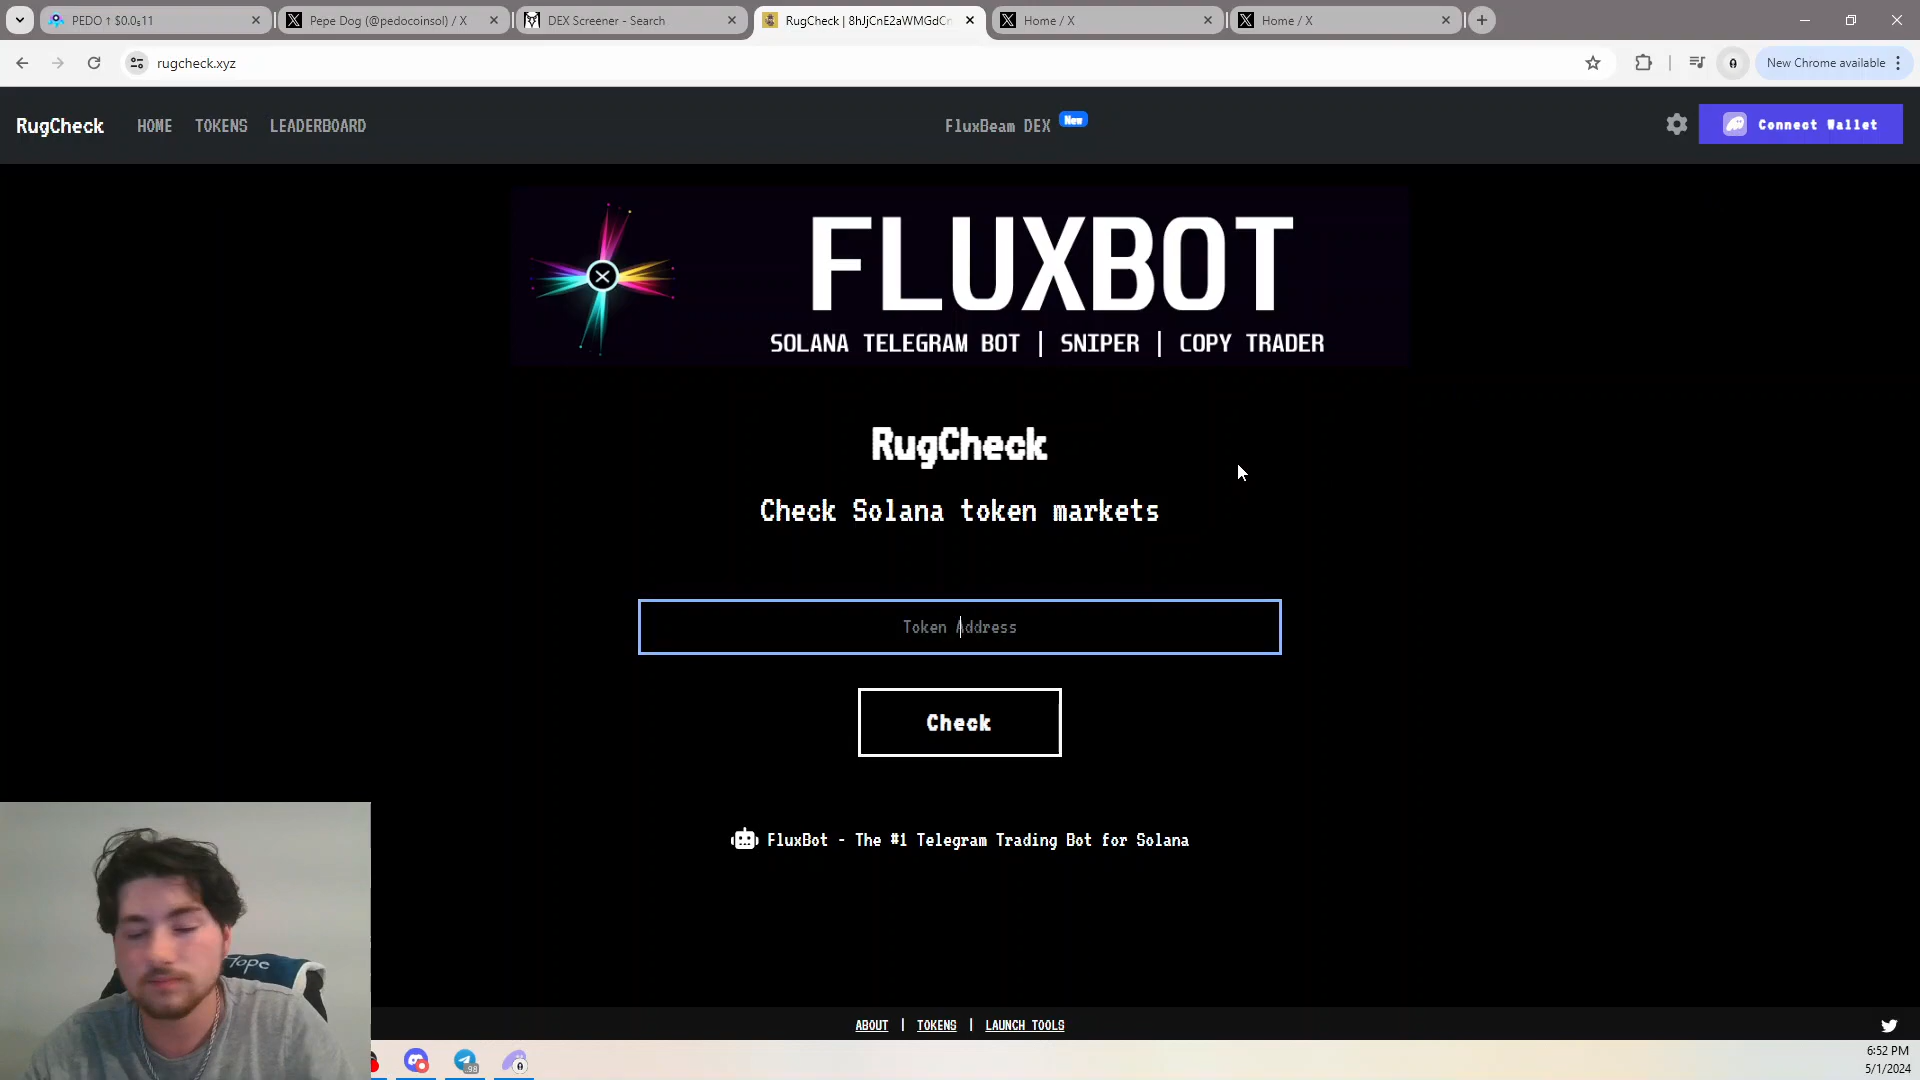 PEDO ↑ $0.0₅11
Pepe Dog (@pedocoinsol) / X
DEX Screener - Search
RugCheck | 8hJjCnE2aWMGdCn
Home / X
Home / X
rugcheck.xyz
New Chrome available
RugCheck
HOME
TOKENS
LEADERBOARD
FluxBeam DEX
New
Connect Wallet
FLUXBOT
SOLANA TELEGRAM BOT | SNIPER | COPY TRADER
RugCheck
Check Solana token markets
Token Address
Check
FluxBot - The #1 Telegram Trading Bot for Solana
ABOUT | TOKENS | LAUNCH TOOLS
6:52 PM
5/1/2024